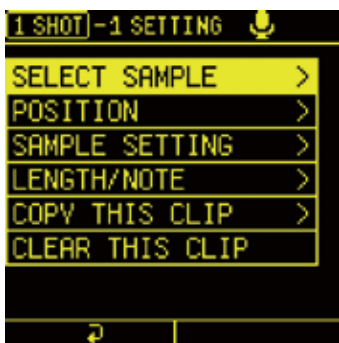 1 SHOT -1 SETTING
SELECT SAMPLE >
POSITION >
SAMPLE SETTING >
LENGTH/NOTE >
COPY THIS CLIP >
CLEAR THIS CLIP